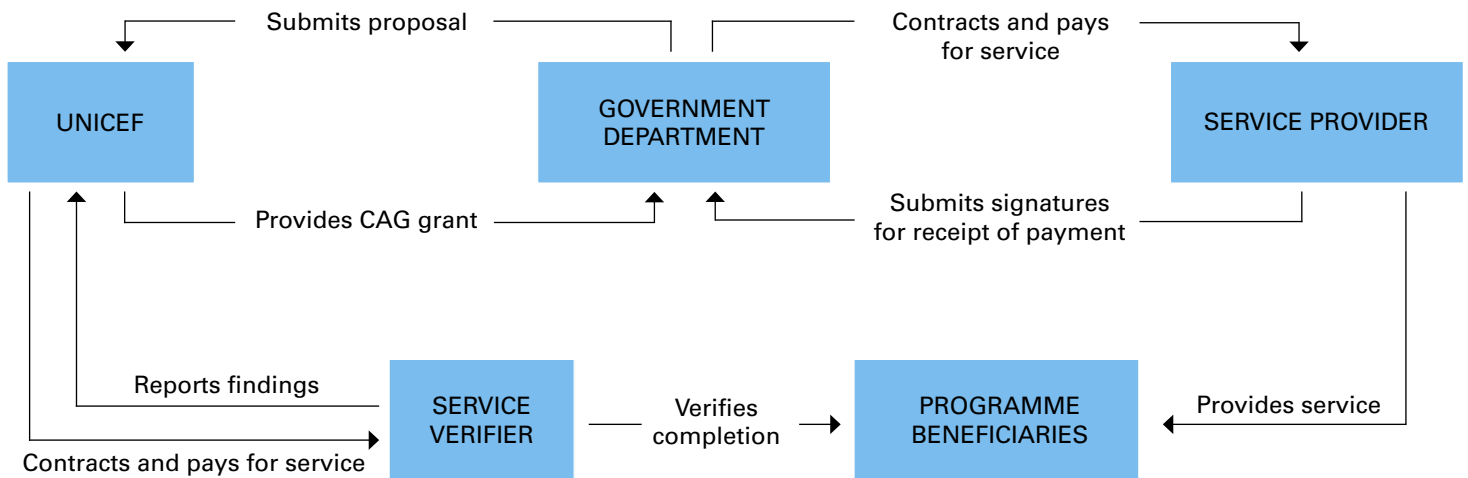 Submits proposal
Contracts and pays
for service
UNICEF
GOVERNMENT
DEPARTMENT
SERVICE PROVIDER
Provides CAG grant
Submits signatures
for receipt of payment
Reports findings
SERVICE
VERIFIER
Verifies
completion
PROGRAMME
BENEFICIARIES
Provides service
Contracts and pays for service